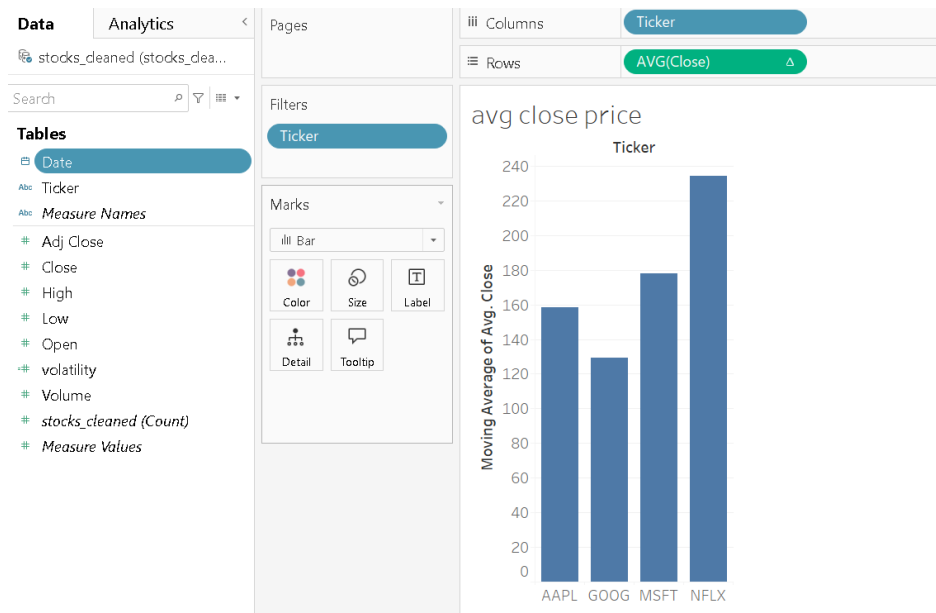 Data Analytics <
stocks_cleaned (stocks_clea...
Search
Tables
Date
Abc Ticker
Abc Measure Names
# Adj Close
# Close
# High
# Low
# Open
# volatility
# Volume
# stocks_cleaned (Count)
# Measure Values
Pages
Filters
Ticker
Marks
Bar
Color Size T Label
Detail Tooltip
iii Columns Ticker
Rows AVG(Close) Δ
avg close price
Ticker
Moving Average of Avg. Close
240
220
200
180
160
140
120
100
80
60
40
20
0
AAPL GOOG MSFT NFLX